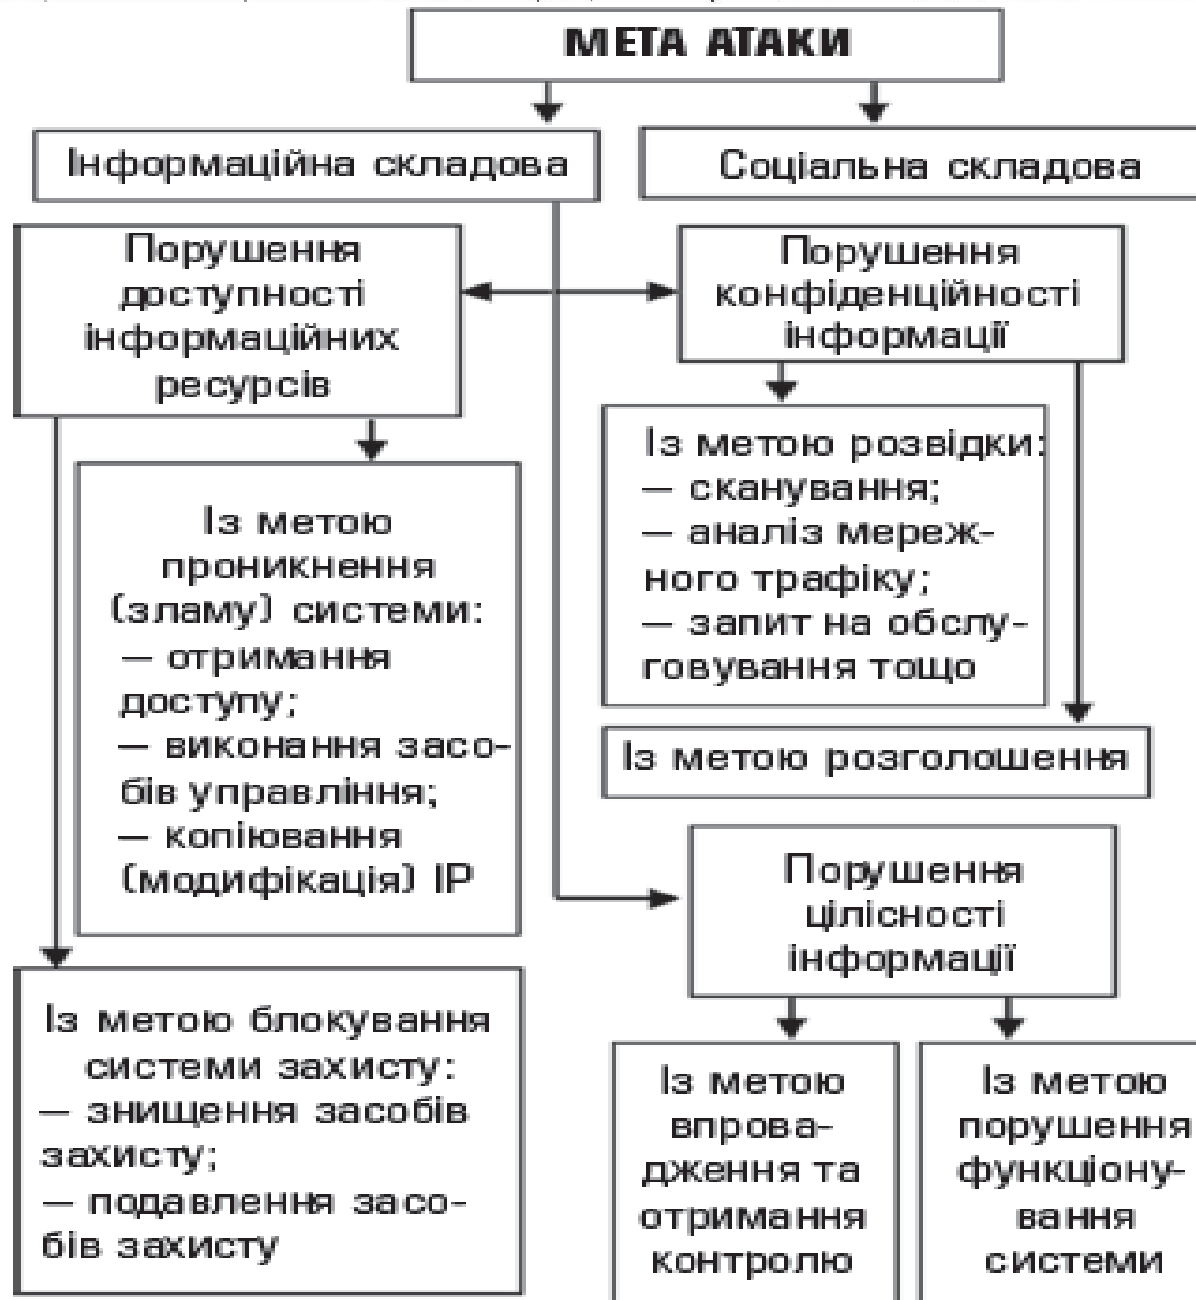 МЕТА АТАКИ
Інформаційна складова
Соціальна складова
Порушення
доступності
інформаційних
ресурсів
Порушення
конфіденційності
інформації
Із метою розвідки:
— сканування;
— аналіз мереж-
ного трафіку;
— запит на обслу-
говування тощо
Із метою
проникнення
(зламу) системи:
— отримання
доступу;
— виконання засо-
бів управління;
— копіювання
(модифікація) ІР
Із метою розголошення
Порушення
цілісності
інформації
Із метою блокування
системи захисту:
— знищення засобів
захисту;
— подавлення засо-
бів захисту
Із метою
впрова-
дження та
отримання
контролю
Із метою
порушення
функціону-
вання
системи